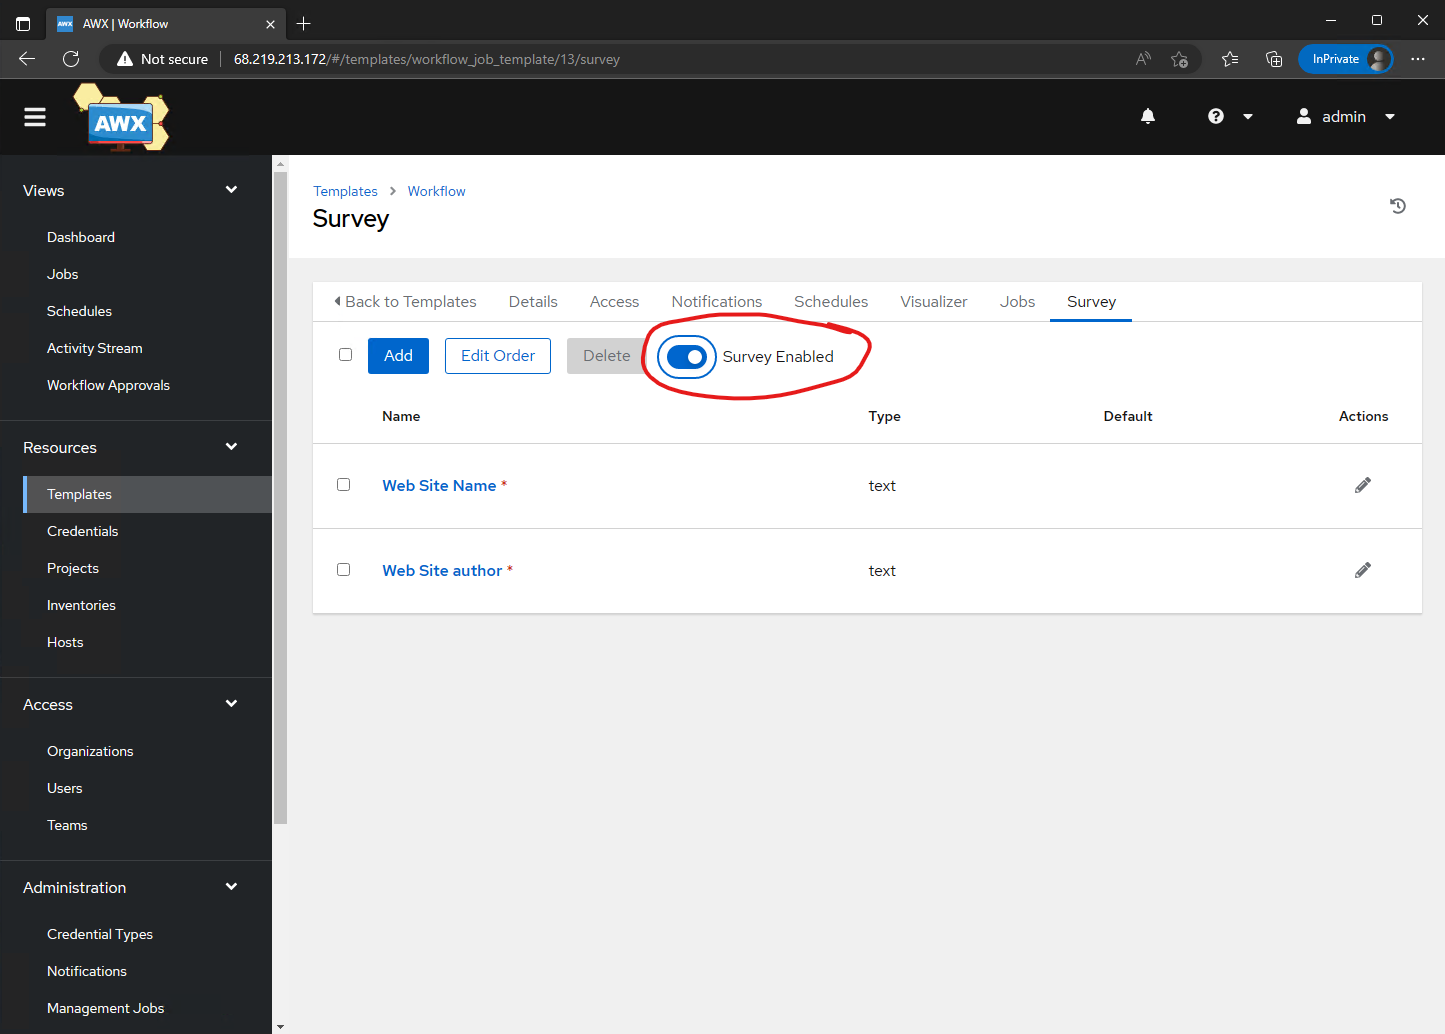 AWX | Workflow
Not secure 68.219.213.172/#/templates/workflow_job_template/13/survey
InPrivate
AWX
admin
Views
Dashboard
Jobs
Schedules
Activity Stream
Workflow Approvals
Resources
Templates
Credentials
Projects
Inventories
Hosts
Access
Organizations
Users
Teams
Administration
Credential Types
Notifications
Management Jobs
Templates > Workflow
Survey
Back to Templates Details Access Notifications Schedules Visualizer Jobs Survey
Add Edit Order Delete Survey Enabled
Name Type Default Actions
Web Site Name * text
Web Site author * text